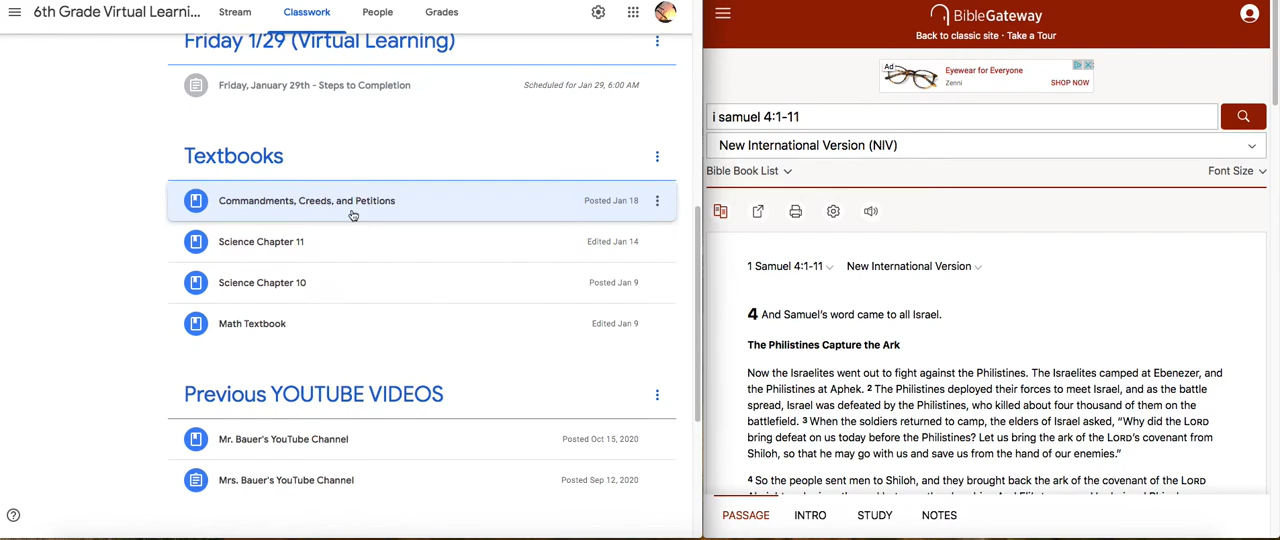 6th Grade Virtual Learni...
Stream
Classwork
People
Grades
Friday 1/29 (Virtual Learning)
Friday, January 29th - Steps to Completion
Scheduled for Jan 29, 6:00 AM
Textbooks
Commandments, Creeds, and Petitions
Posted Jan 18
Science Chapter 11
Edited Jan 14
Science Chapter 10
Posted Jan 9
Math Textbook
Edited Jan 9
Previous YOUTUBE VIDEOS
Mr. Bauer's YouTube Channel
Posted Oct 15, 2020
Mrs. Bauer's YouTube Channel
Posted Sep 12, 2020
BibleGateway
Back to classic site · Take a Tour
Ad
Eyewear for Everyone
Zenni
SHOP NOW
i samuel 4:1-11
New International Version (NIV)
Bible Book List
Font Size
1 Samuel 4:1-11
New International Version
4 And Samuel's word came to all Israel.
The Philistines Capture the Ark
Now the Israelites went out to fight against the Philistines. The Israelites camped at Ebenezer, and
the Philistines at Aphek. 2 The Philistines deployed their forces to meet Israel, and as the battle
spread, Israel was defeated by the Philistines, who killed about four thousand of them on the
battlefield. 3 When the soldiers returned to camp, the elders of Israel asked, "Why did the LORD
bring defeat on us today before the Philistines? Let us bring the ark of the LORD's covenant from
Shiloh, so that he may go with us and save us from the hand of our enemies."
4 So the people sent men to Shiloh, and they brought back the ark of the covenant of the LORD
PASSAGE
INTRO
STUDY
NOTES